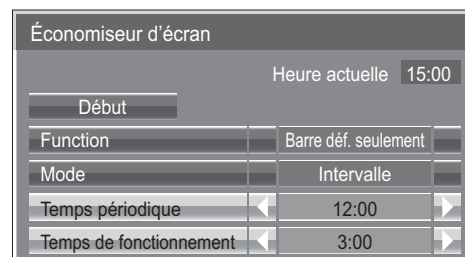 Économiseur d’écran
Heure actuelle 15:00
Début
Function Barre déf. seulement
Mode Intervalle
Temps périodique 12:00
Temps de fonctionnement 3:00